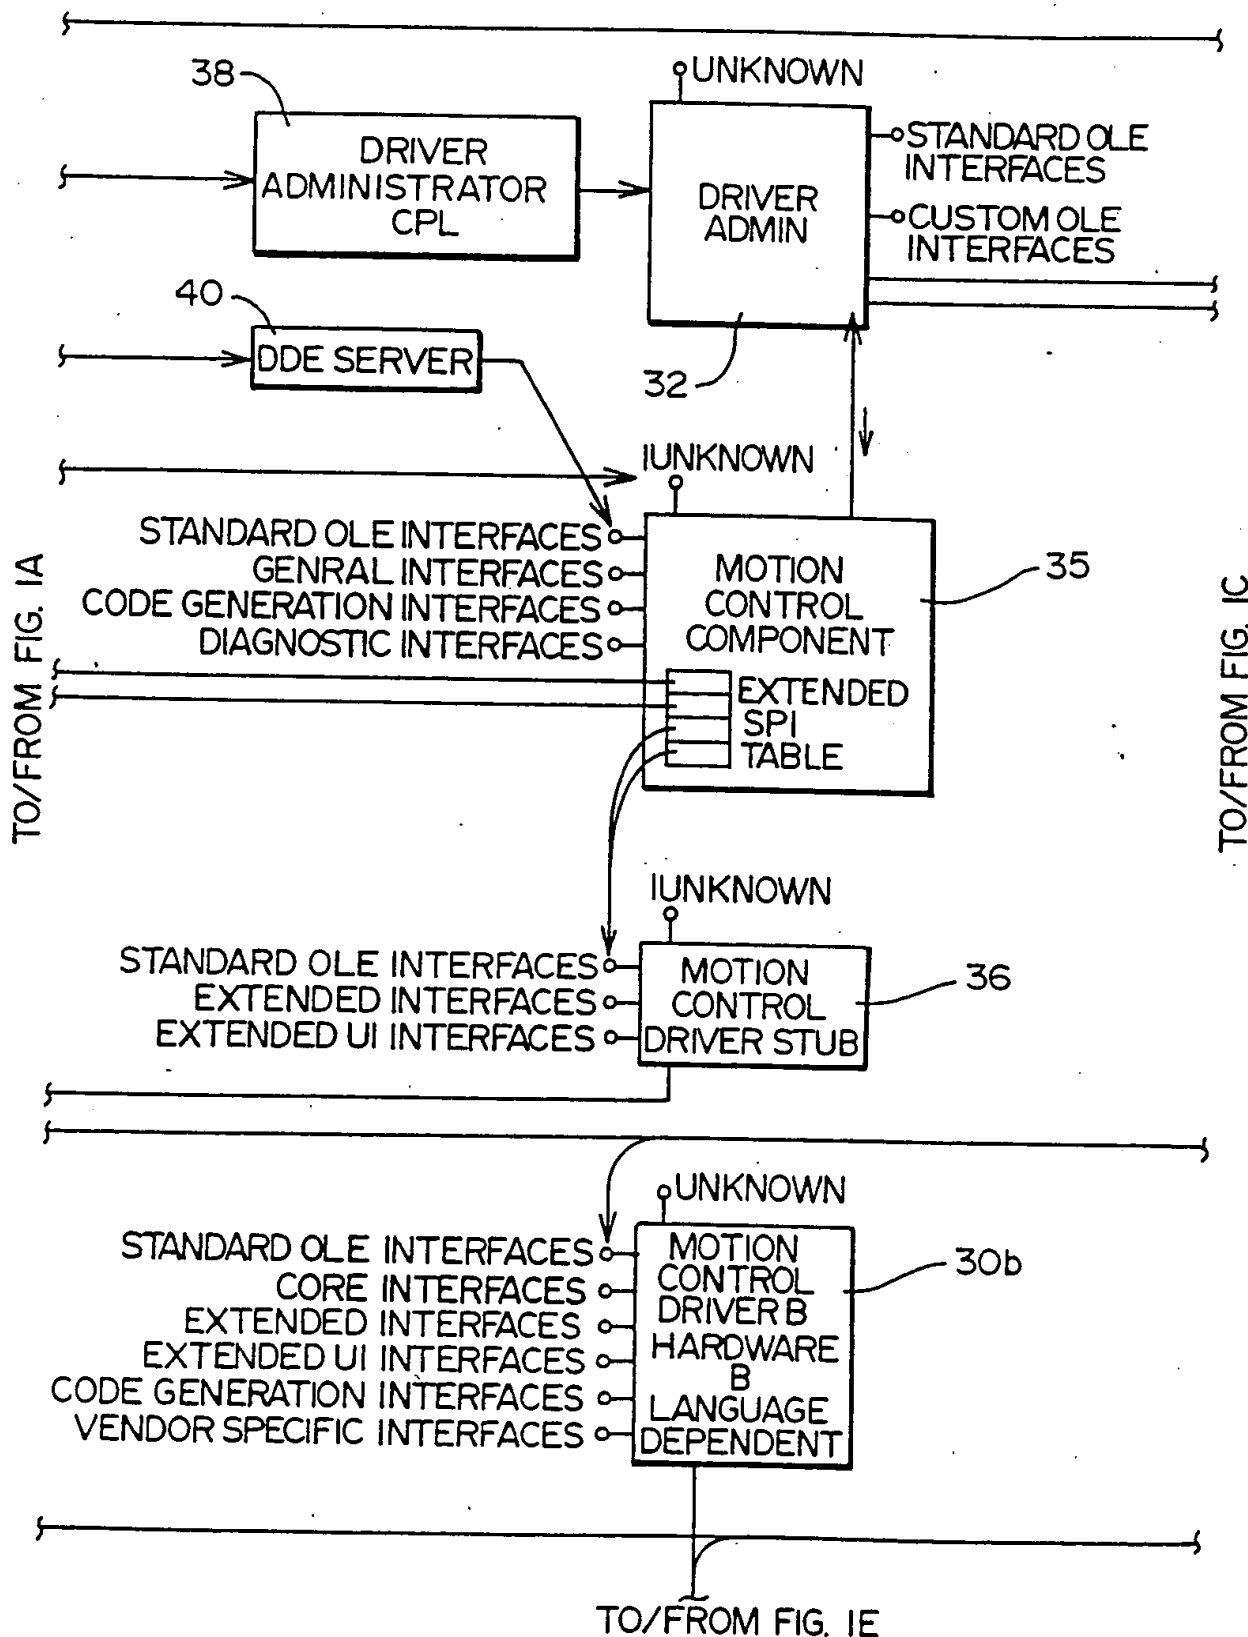 38
DRIVER
ADMINISTRATOR
CPL
UNKNOWN
DRIVER
ADMIN
STANDARD OLE
INTERFACES
CUSTOM OLE
INTERFACES
32
40
DDE SERVER
IUNKNOWN
STANDARD OLE INTERFACES
GENRAL INTERFACES
CODE GENERATION INTERFACES
DIAGNOSTIC INTERFACES
MOTION
CONTROL
COMPONENT
EXTENDED
SPI
TABLE
35
TO/FROM FIG. 1A
TO/FROM FIG. 1C
IUNKNOWN
STANDARD OLE INTERFACES
EXTENDED INTERFACES
EXTENDED UI INTERFACES
MOTION
CONTROL
DRIVER STUB
36
UNKNOWN
STANDARD OLE INTERFACES
CORE INTERFACES
EXTENDED INTERFACES
EXTENDED UI INTERFACES
CODE GENERATION INTERFACES
VENDOR SPECIFIC INTERFACES
MOTION
CONTROL
DRIVER B
HARDWARE
B
LANGUAGE
DEPENDENT
30b
TO/FROM FIG. 1E